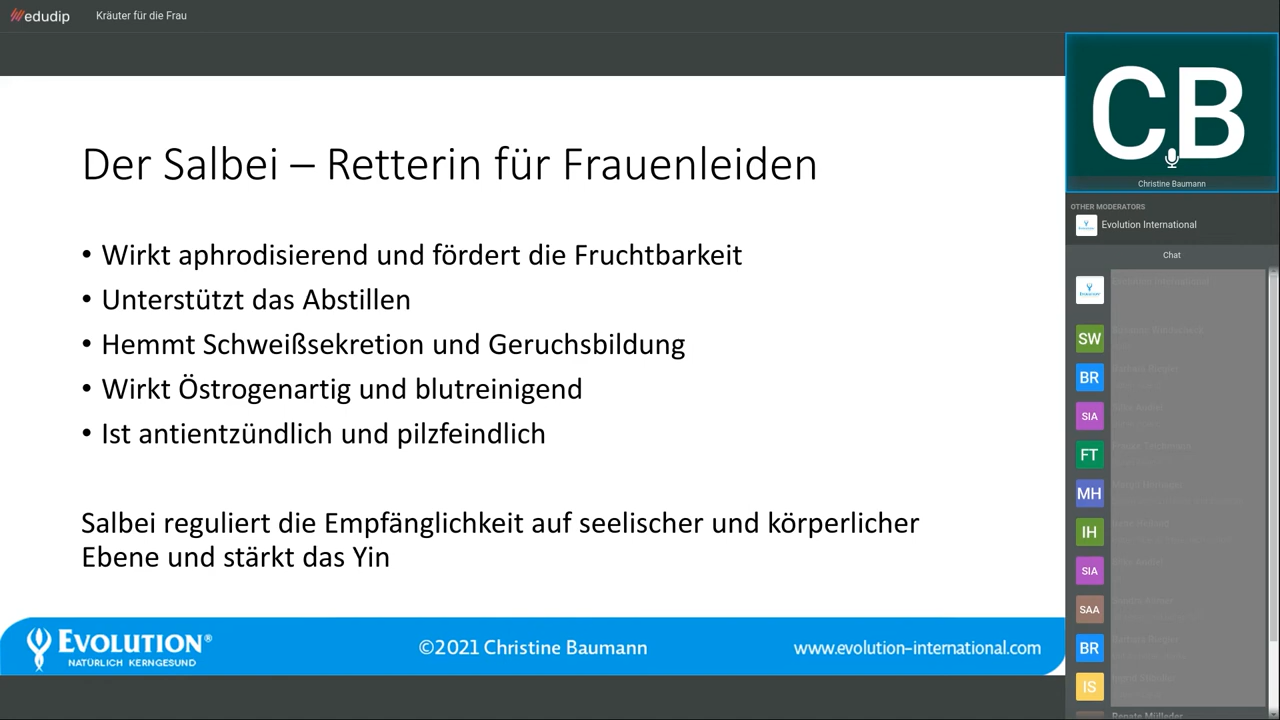 edudip
Kräuter für die Frau
Der Salbei – Retterin für Frauenleiden
• Wirkt aphrodisierend und fördert die Fruchtbarkeit
• Unterstützt das Abstillen
• Hemmt Schweißsekretion und Geruchsbildung
• Wirkt Östrogenartig und blutreinigend
• Ist antientzündlich und pilzfeindlich
Salbei reguliert die Empfänglichkeit auf seelischer und körperlicher
Ebene und stärkt das Yin
EVOLUTION®
NATÜRLICH KERNGESUND
©2021 Christine Baumann
www.evolution-international.com
CB
Christine Baumann
OTHER MODERATORS
Evolution International
Chat
SW
BR
SIA
FT
MH
IH
SIA
SAA
BR
IS